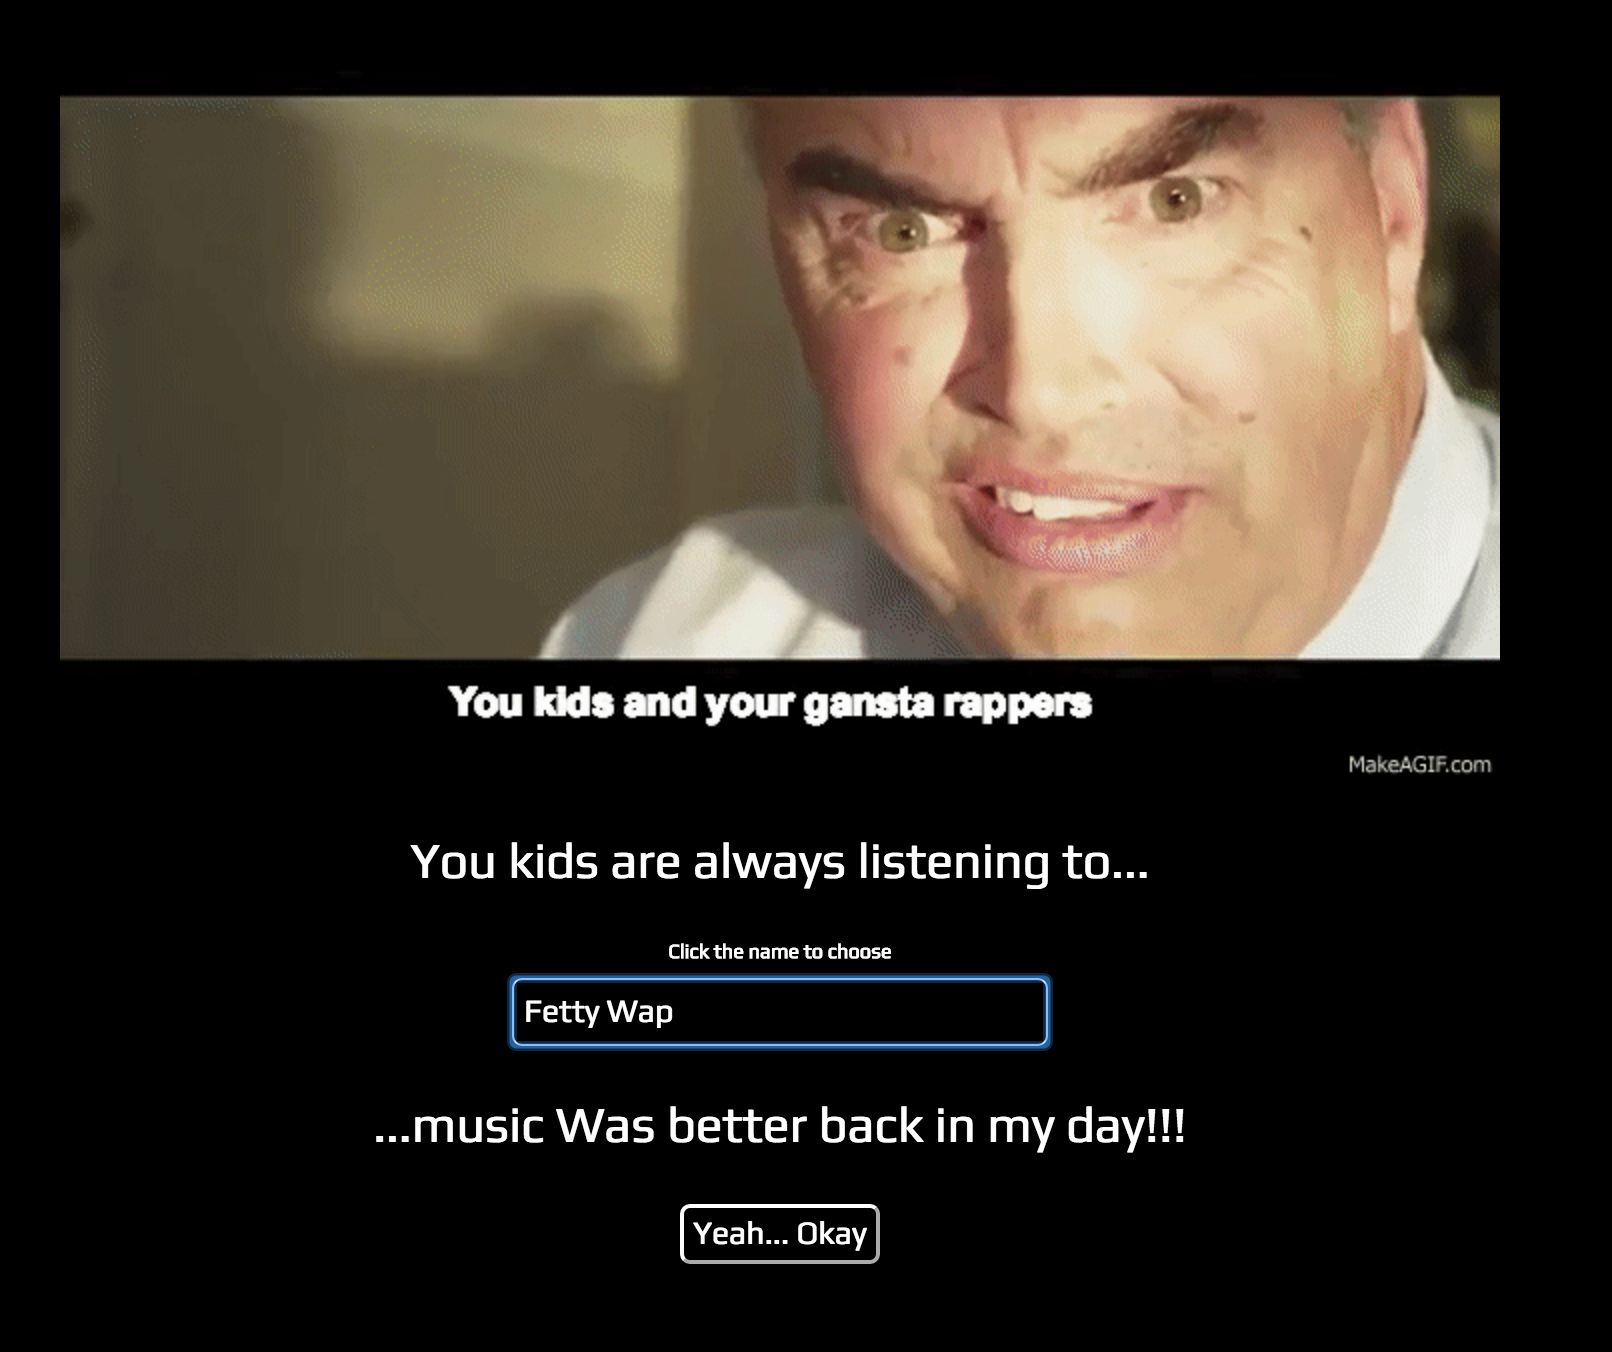 You kids and your gansta rappers
MakeAGIF.com
You kids are always listening to...
Click the name to choose
Fetty Wap
...music Was better back in my day!!!
Yeah... Okay